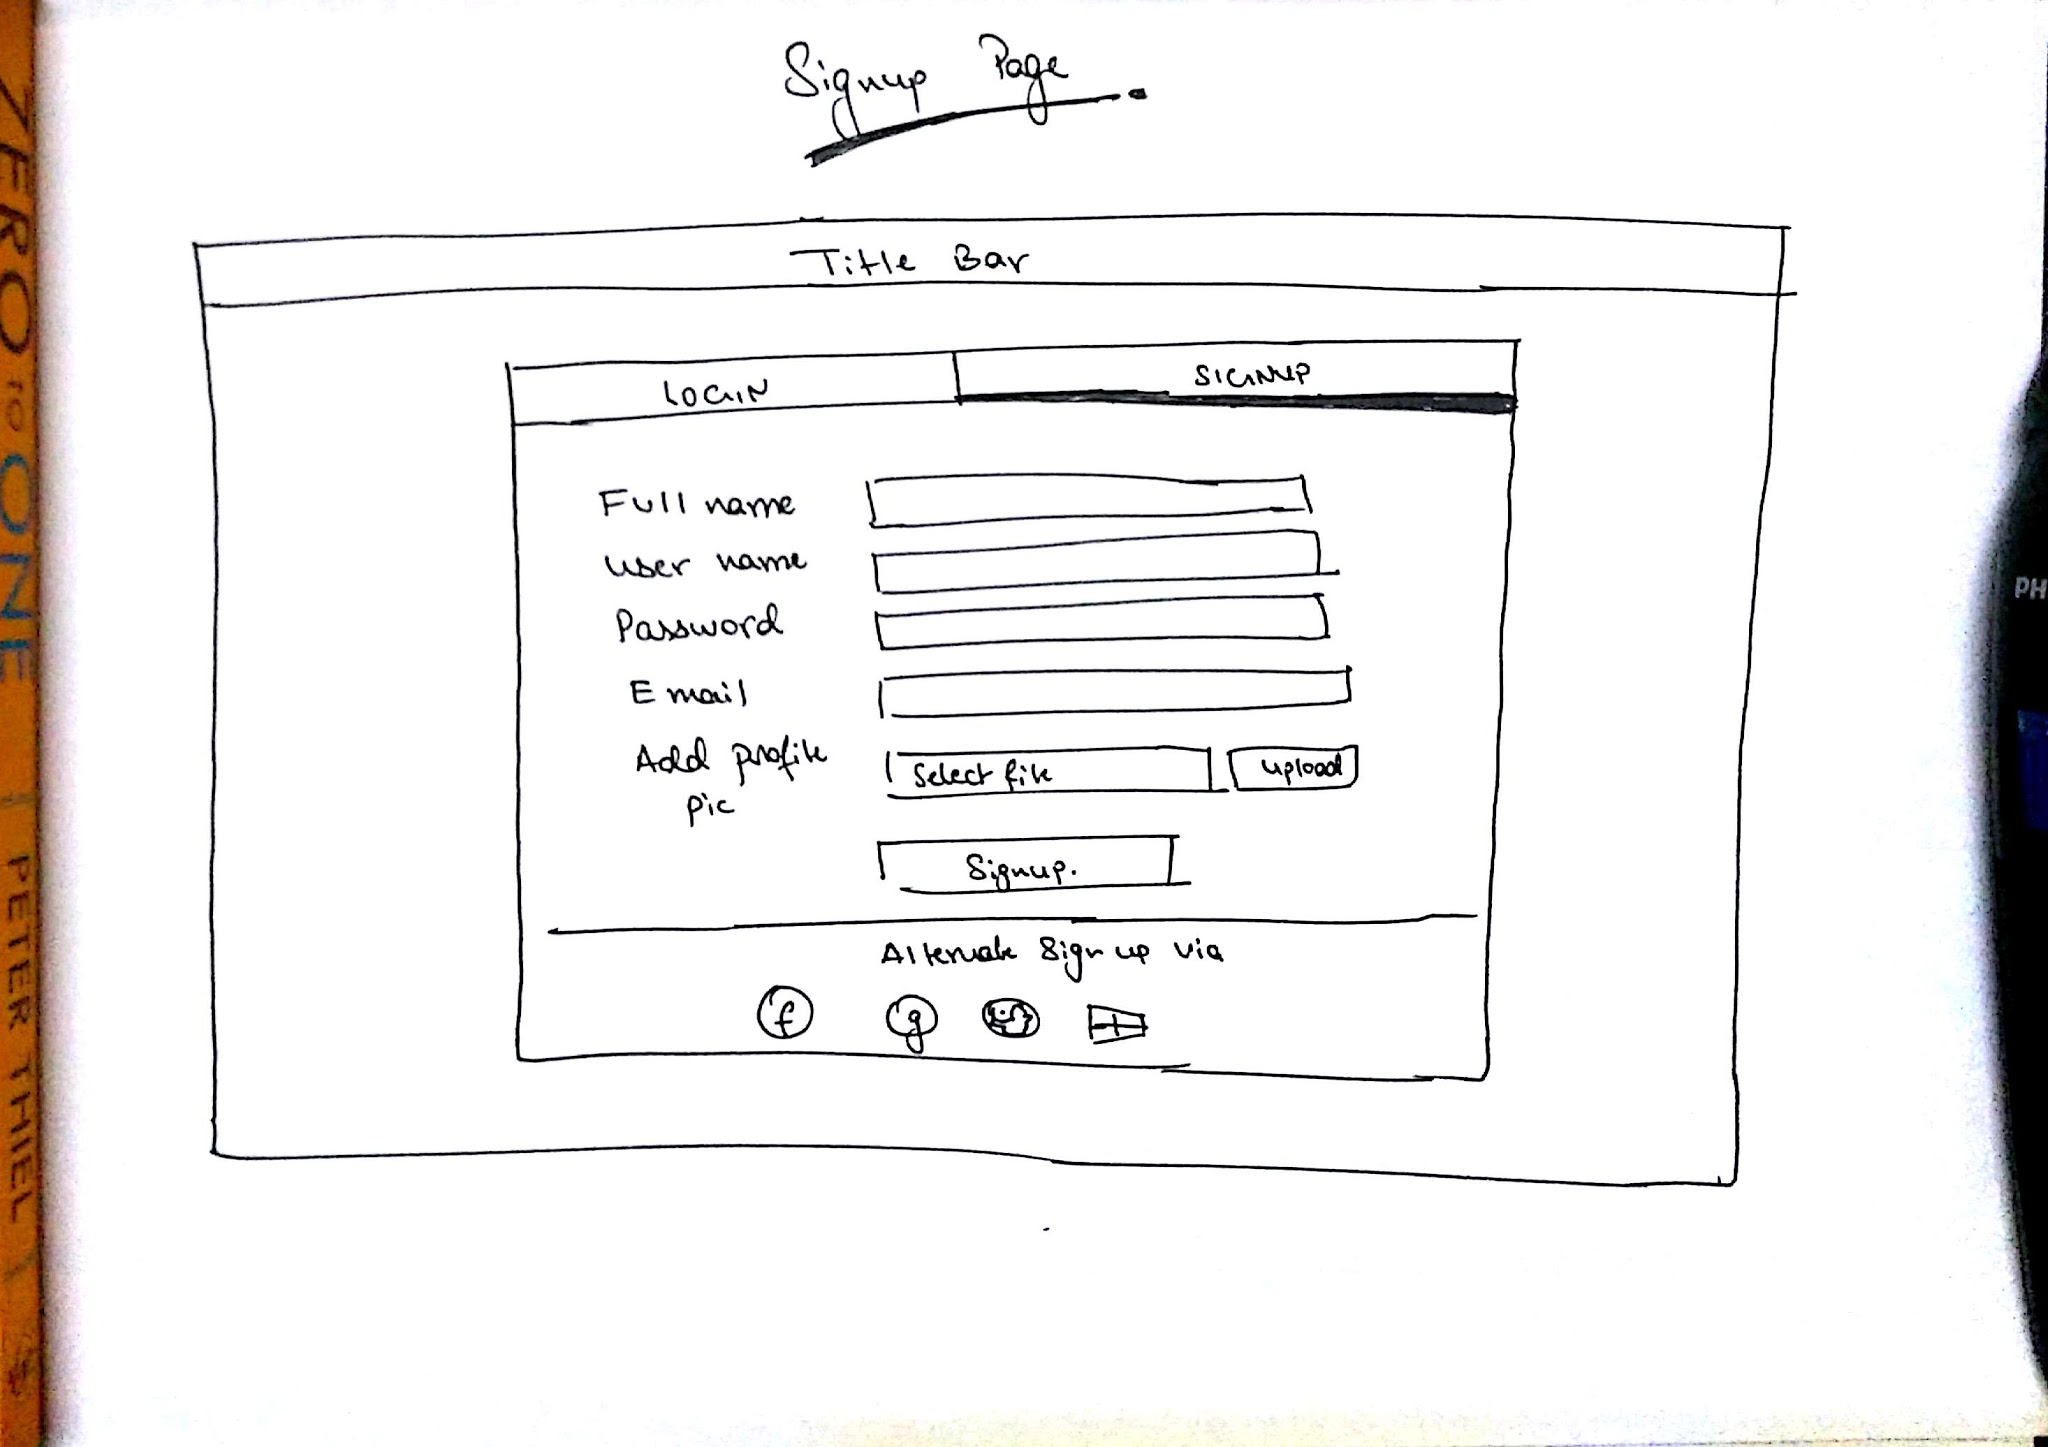 Signup Page
Title Bar
LOGIN SIGNUP
Full name
User name
Password
Email
Add profile pic
Select file
Upload
Signup.
Alternate Sign up via
f g
ZERO TO ONE | PETER THIEL
PH